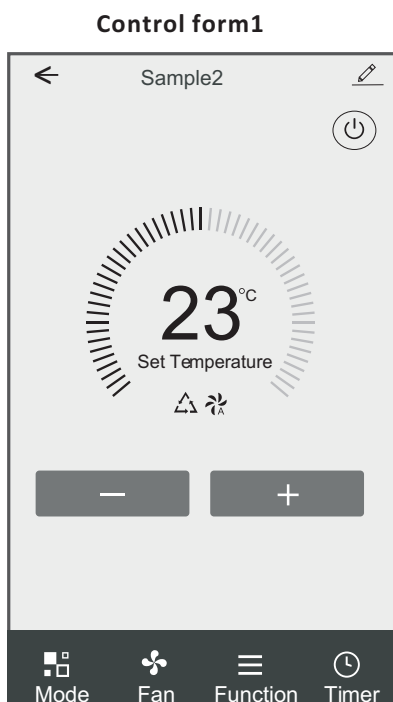 Control form1
Sample2
23°C
Set Temperature
A
− +
Mode Fan Function Timer